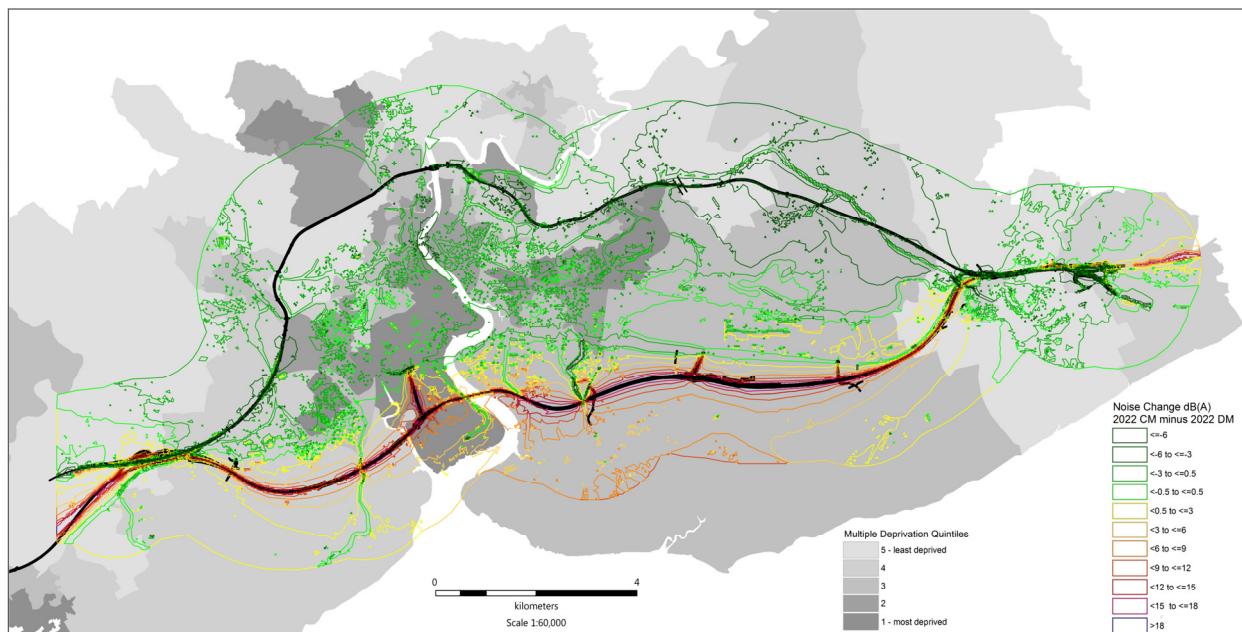 Noise Change dB(A)
2022 CM minus 2022 DM
<=-6
<-6 to <=-3
<-3 to <=0.5
<-0.5 to <=0.5
<0.5 to <=3
<3 to <=6
<6 to <=9
<9 to <=12
<12 to <=15
<15 to <=18
>18
Multiple Deprivation Quintiles
5 - least deprived
4
3
2
1 - most deprived
0 4
kilometers
Scale 1:60,000